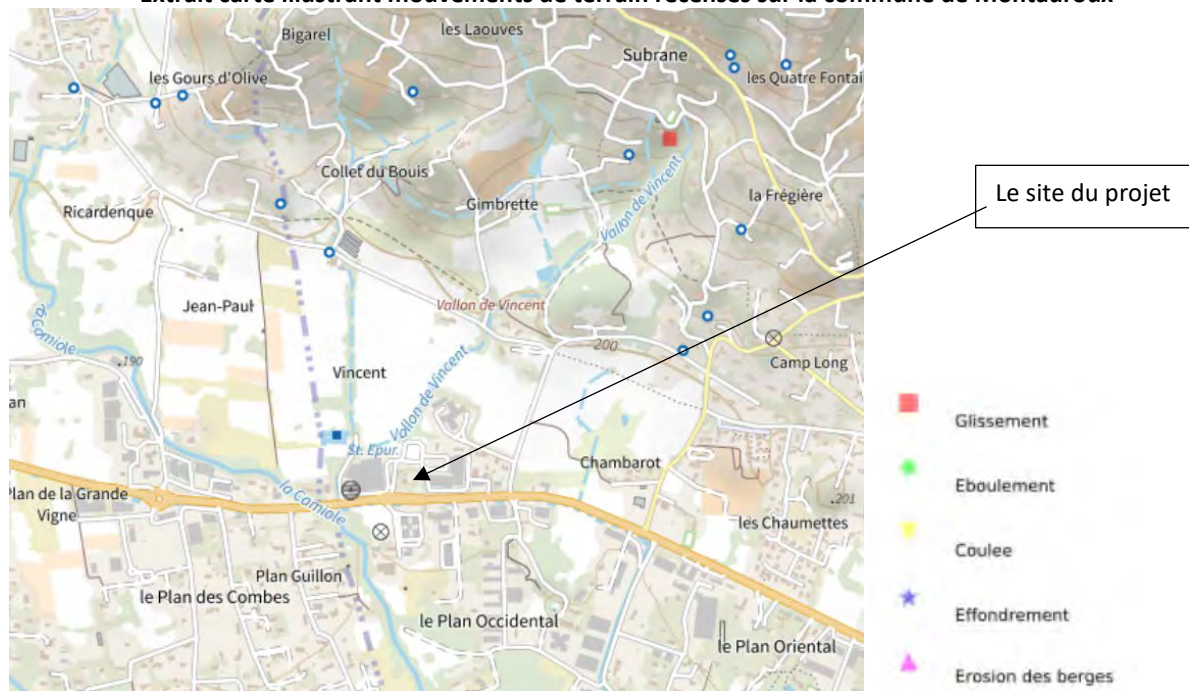 Extrait carte illustrant mouvements de terrain recensés sur la commune de Montauroux
Bigarel
les Laouves
Subrane
les Gours d'Olive
les Quatre Fontai
Collet du Bouis
Gimbrette
Vallon de Vincent
la Frégière
Ricardenque
Le site du projet
Jean-Paul
Vallon de Vincent
la Camiole
.190
200
Camp Long
Vincent
Vallon de Vincent
an
St. Epur.
Chambarot
Plan de la Grande
Vigne
la Camiole
.201
les Chaumettes
Plan Guillon
le Plan des Combes
le Plan Occidental
le Plan Oriental
Glissement
Eboulement
Coulee
Effondrement
Erosion des berges